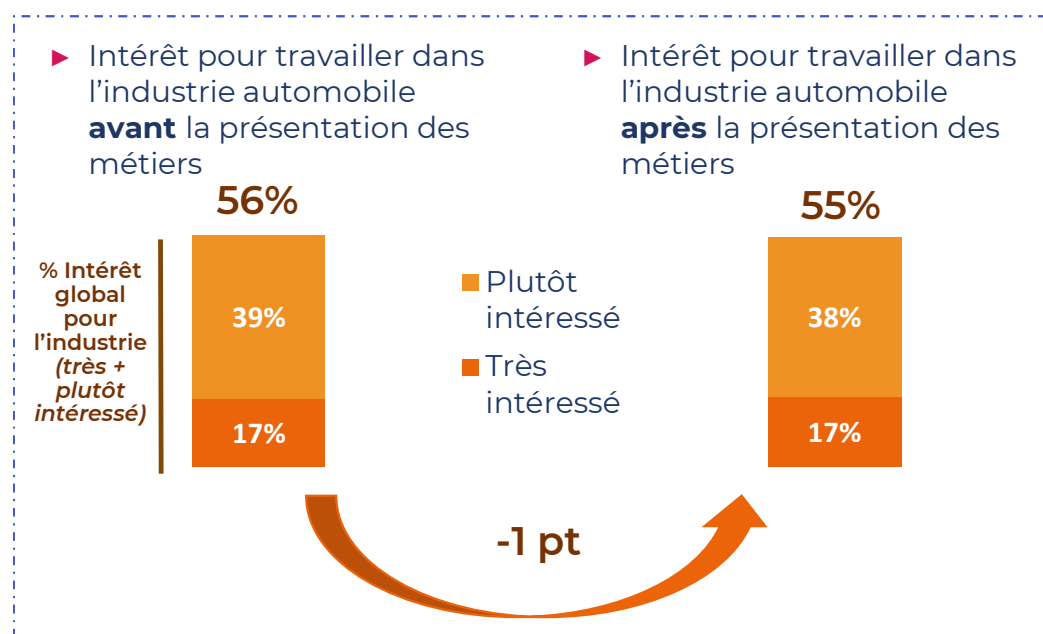 Intérêt pour travailler dans
l’industrie automobile
avant la présentation des
métiers
Intérêt pour travailler dans
l’industrie automobile
après la présentation des
métiers
56%
55%
% Intérêt
global
pour
l’industrie
(très +
plutôt
intéressé)
39%
17%
Plutôt
intéressé
Très
intéressé
38%
17%
-1 pt